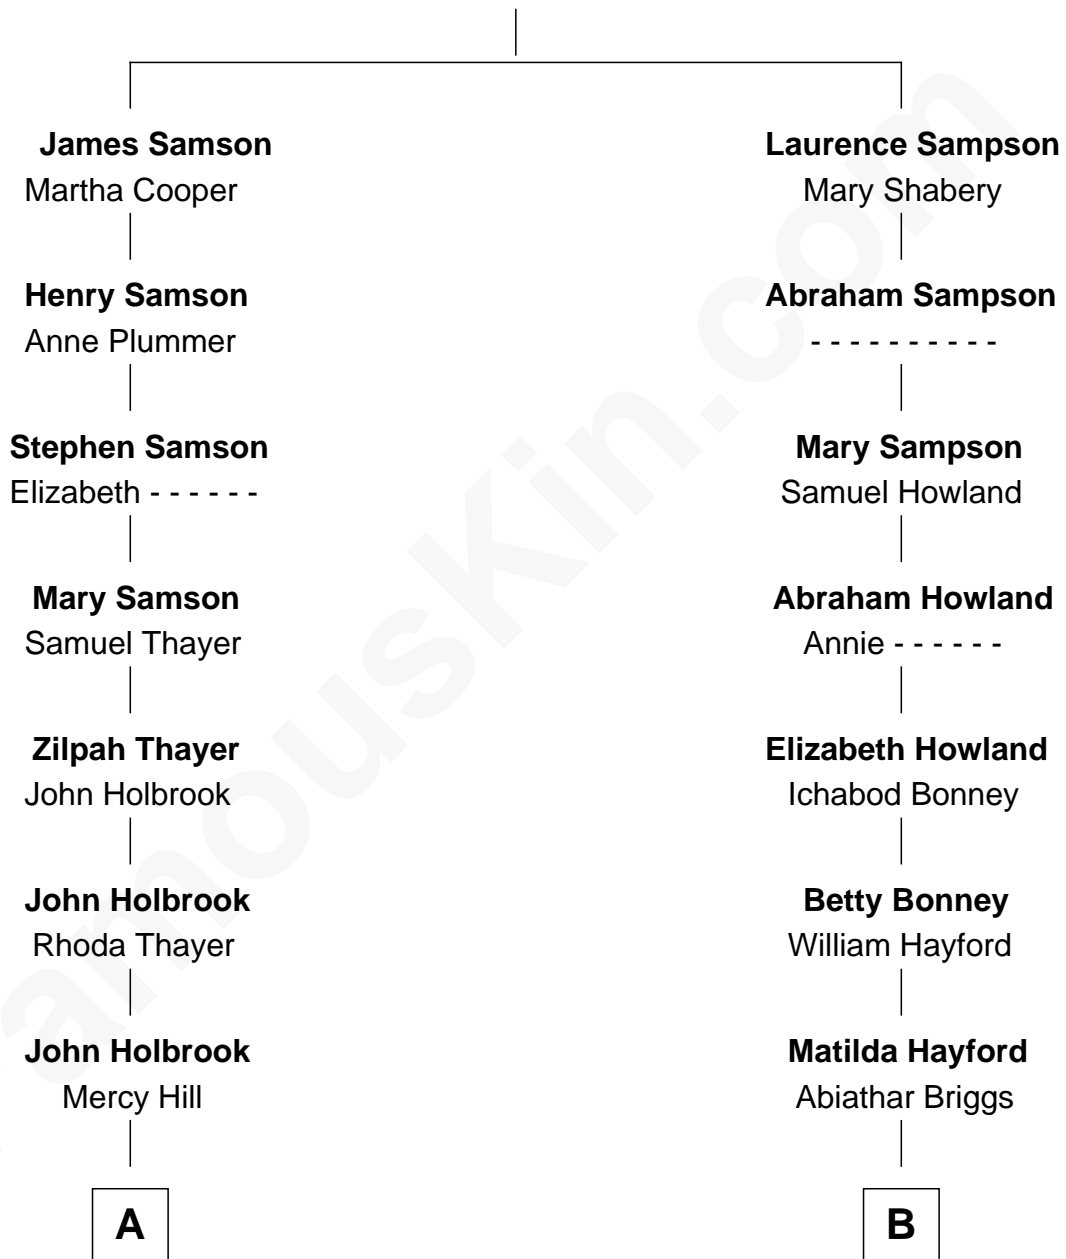 James Samson
Martha Cooper
Henry Samson
Anne Plummer
Stephen Samson
Elizabeth - - - - - -
Mary Samson
Samuel Thayer
Zilpah Thayer
John Holbrook
John Holbrook
Rhoda Thayer
John Holbrook
Mercy Hill
A
Laurence Sampson
Mary Shabery
Abraham Sampson
- - - - - - - - - -
Mary Sampson
Samuel Howland
Abraham Howland
Annie - - - - - -
Elizabeth Howland
Ichabod Bonney
Betty Bonney
William Hayford
Matilda Hayford
Abiathar Briggs
B
amouskin.com